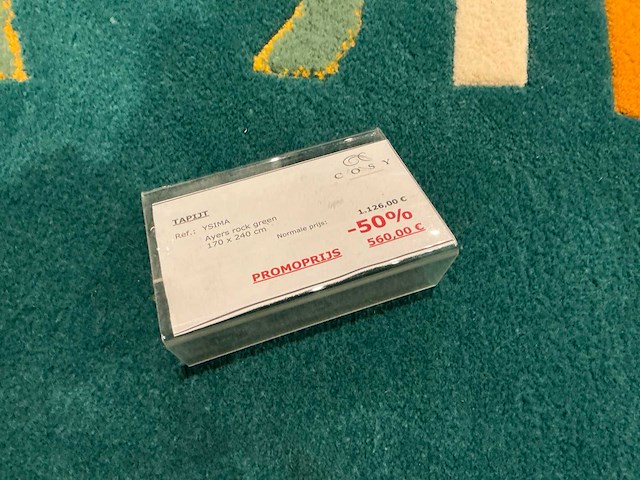 COSY
TAPIJT
Ref.: YSIMA
Ayers rock green
170 x 240 cm
Normale prijs: 1.126,00 €
-50%
PROMOPRIJS 560,00 €